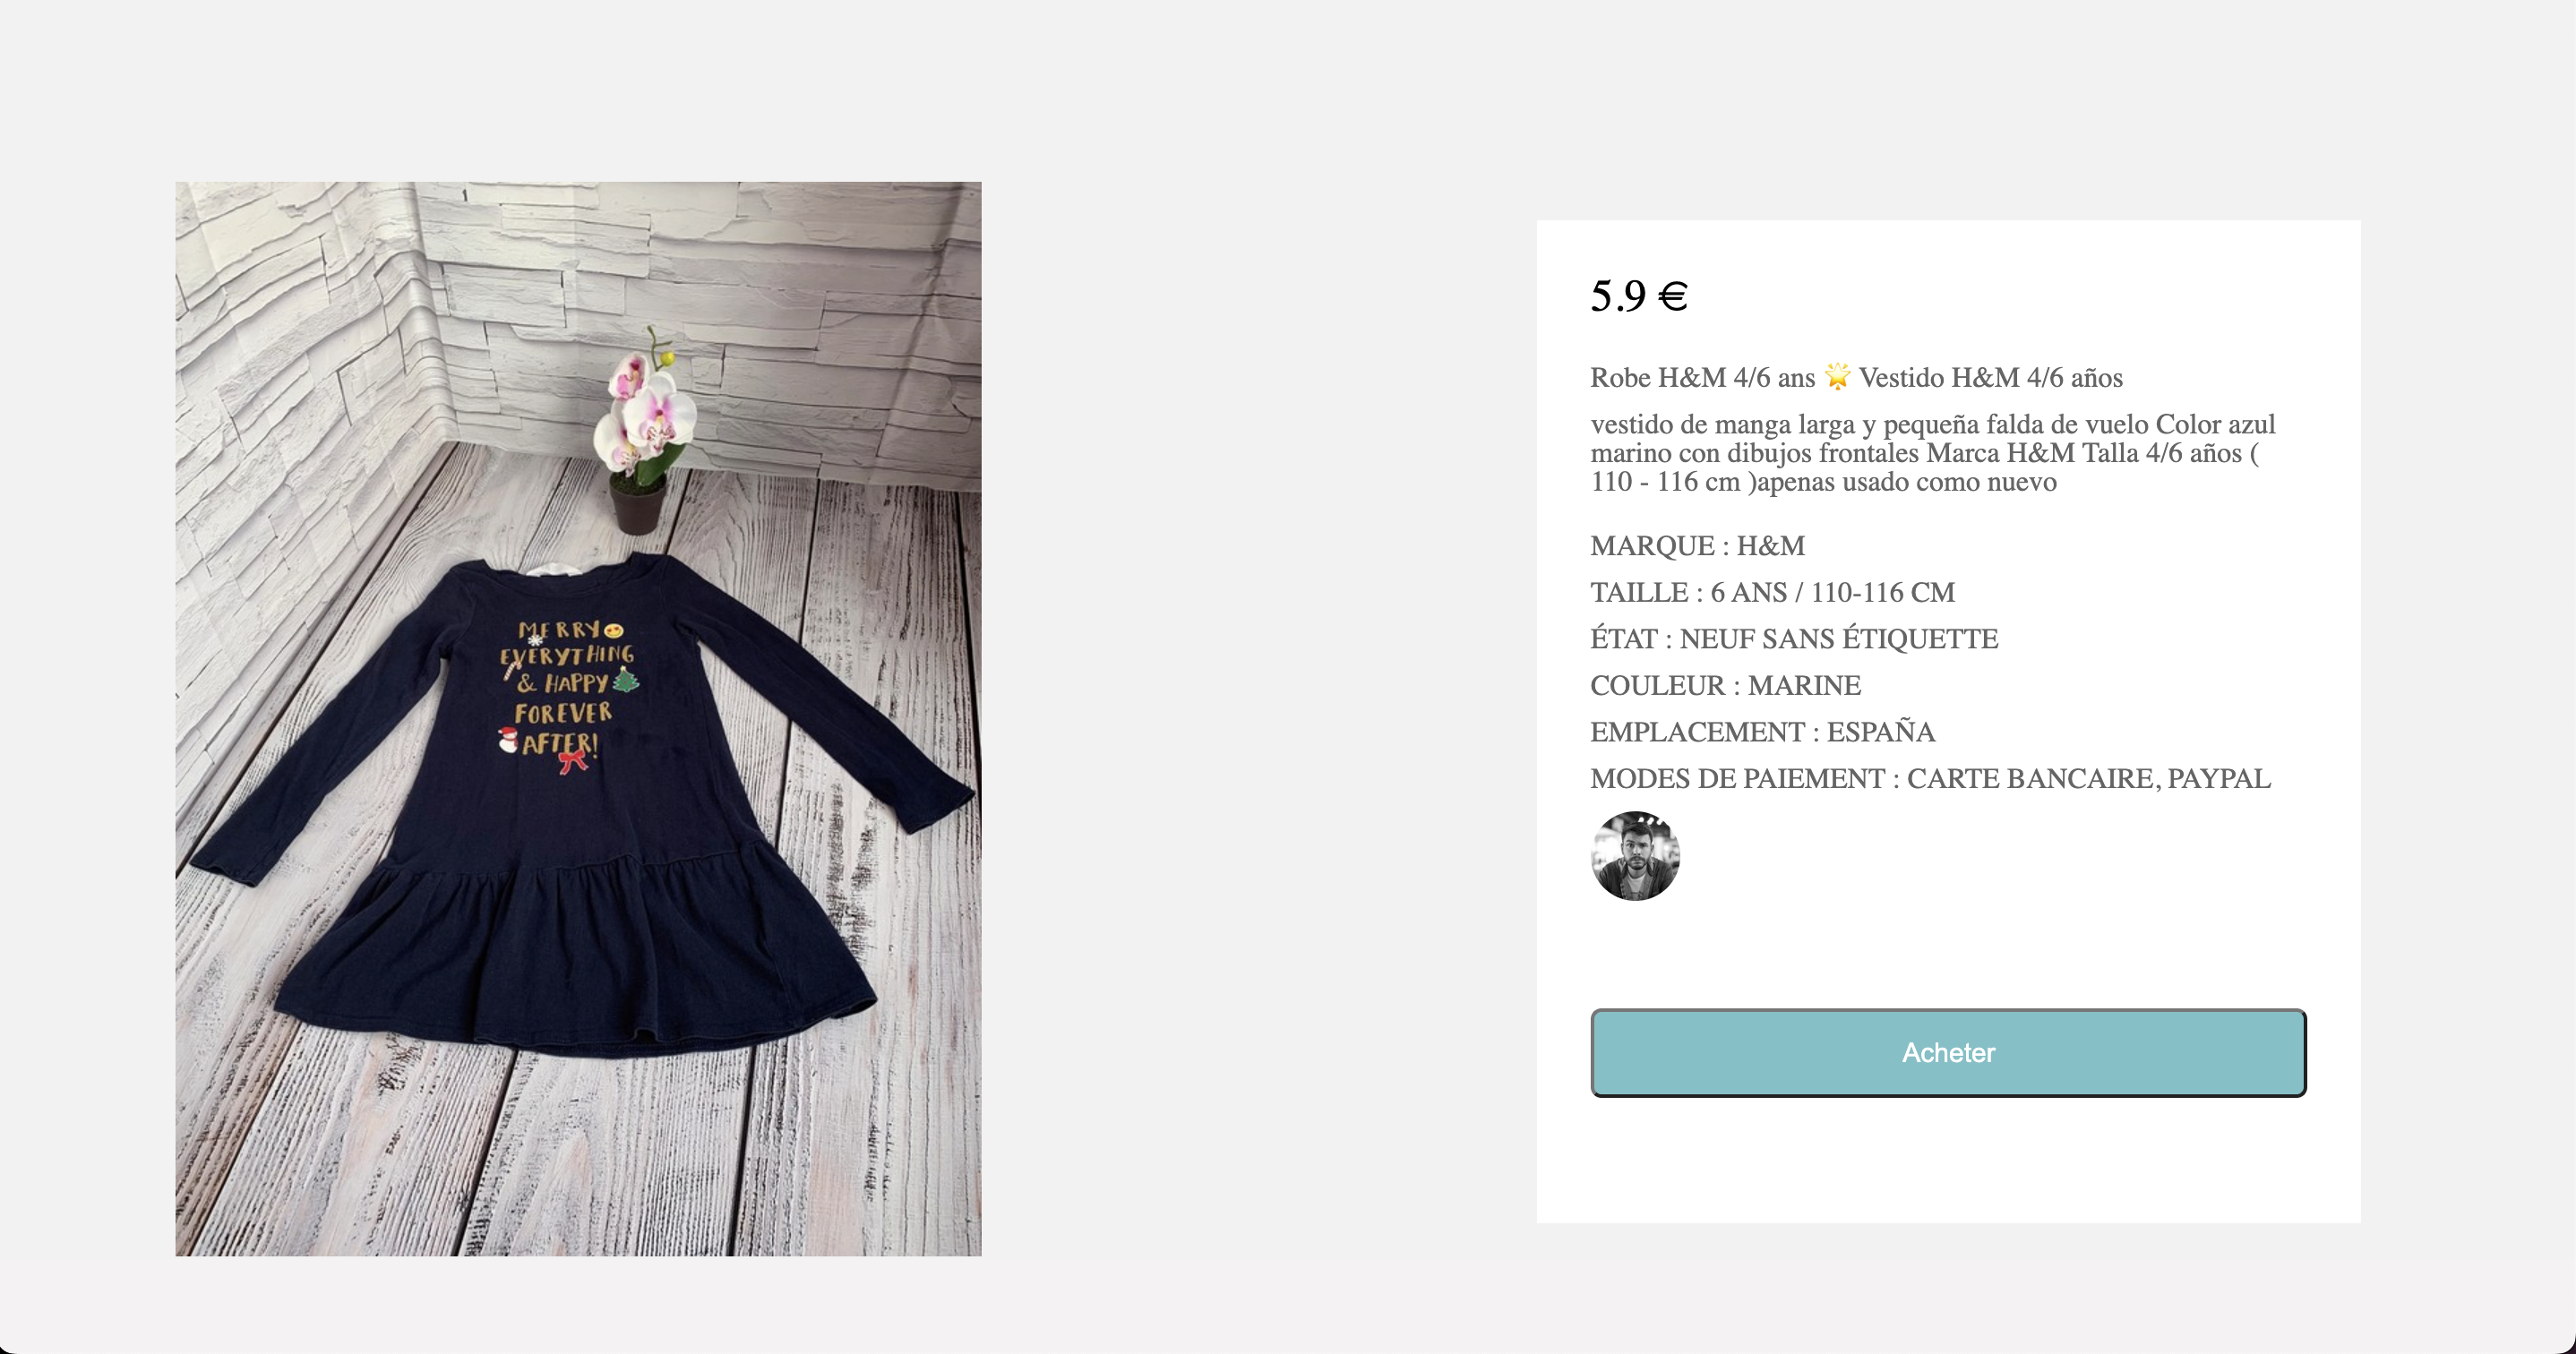 MERRY
EVERYTHING
& HAPPY
FOREVER
AFTER!
5.9 €
Robe H&M 4/6 ans 🌟 Vestido H&M 4/6 años
vestido de manga larga y pequeña falda de vuelo Color azul
marino con dibujos frontales Marca H&M Talla 4/6 años (
110 - 116 cm )apenas usado como nuevo
MARQUE : H&M
TAILLE : 6 ANS / 110-116 CM
ÉTAT : NEUF SANS ÉTIQUETTE
COULEUR : MARINE
EMPLACEMENT : ESPAÑA
MODES DE PAIEMENT : CARTE BANCAIRE, PAYPAL
Acheter